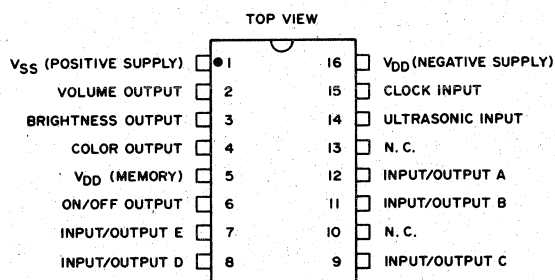 TOP VIEW
VSS (POSITIVE SUPPLY) 1 16 VDD (NEGATIVE SUPPLY)
VOLUME OUTPUT 2 15 CLOCK INPUT
BRIGHTNESS OUTPUT 3 14 ULTRASONIC INPUT
COLOR OUTPUT 4 13 N. C.
VDD (MEMORY) 5 12 INPUT/OUTPUT A
ON/OFF OUTPUT 6 11 INPUT/OUTPUT B
INPUT/OUTPUT E 7 10 N. C.
INPUT/OUTPUT D 8 9 INPUT/OUTPUT C